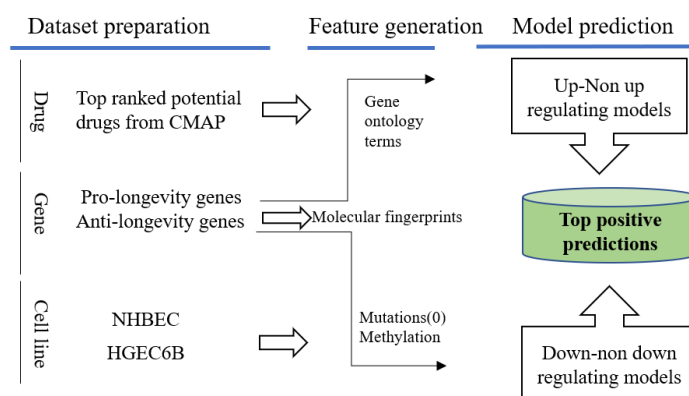 Dataset preparation
Feature generation
Model prediction
Drug
Top ranked potential
drugs from CMAP
Gene
ontology
terms
Up-Non up
regulating models
Gene
Pro-longevity genes
Anti-longevity genes
Molecular fingerprints
Top positive
predictions
Cell line
NHBEC
HGEC6B
Mutations(0)
Methylation
Down-non down
regulating models